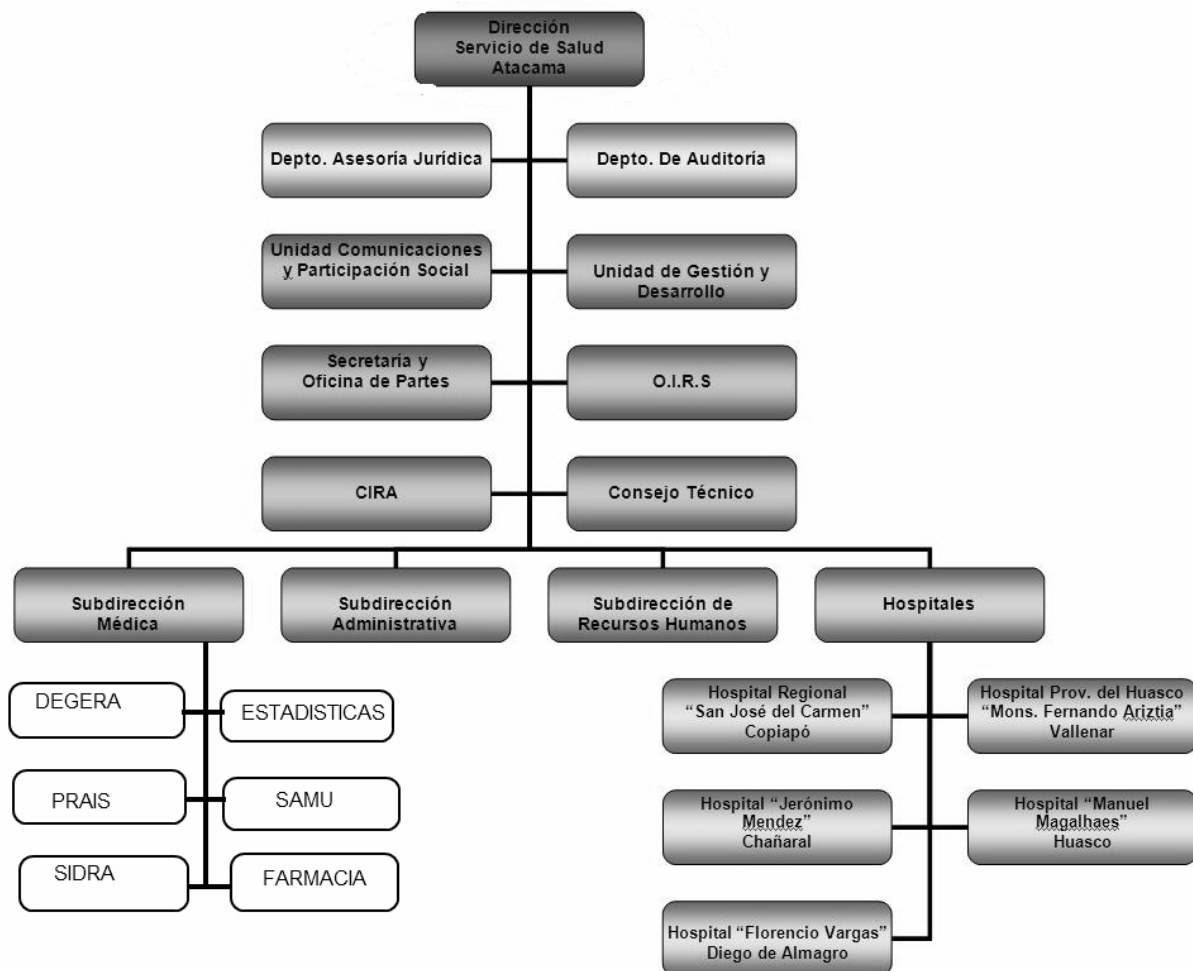 Dirección
Servicio de Salud
Atacama
Depto. Asesoría Jurídica
Depto. De Auditoría
Unidad Comunicaciones
y Participación Social
Unidad de Gestión y
Desarrollo
Secretaría y
Oficina de Partes
O.I.R.S
CIRA
Consejo Técnico
Subdirección
Médica
Subdirección
Administrativa
Subdirección de
Recursos Humanos
Hospitales
DEGERA
ESTADISTICAS
PRAIS
SAMU
SIDRA
FARMACIA
Hospital Regional
“San José del Carmen”
Copiapó
Hospital Prov. del Huasco
“Mons. Fernando Ariztia”
Vallenar
Hospital “Jerónimo
Mendez”
Chañaral
Hospital “Manuel
Magalhaes”
Huasco
Hospital “Florencio Vargas”
Diego de Almagro